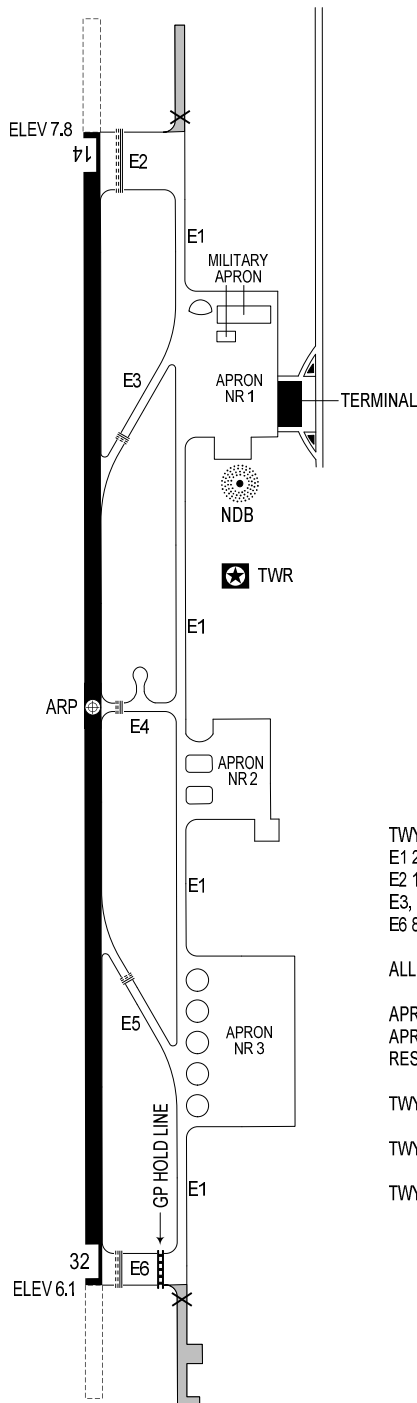 ELEV 7.8
14
E2
E1
MILITARY
APRON
E3
APRON
NR 1
TERMINAL
NDB
TWR
E1
ARP
E4
APRON
NR 2
TWY
E1 2
E2 1
E3,
E6 8
E1
ALL
E5
APRON
NR 3
APR
APR
RES
TWY
TWY
GP HOLD LINE
E1
TWY
32
E6
ELEV 6.1